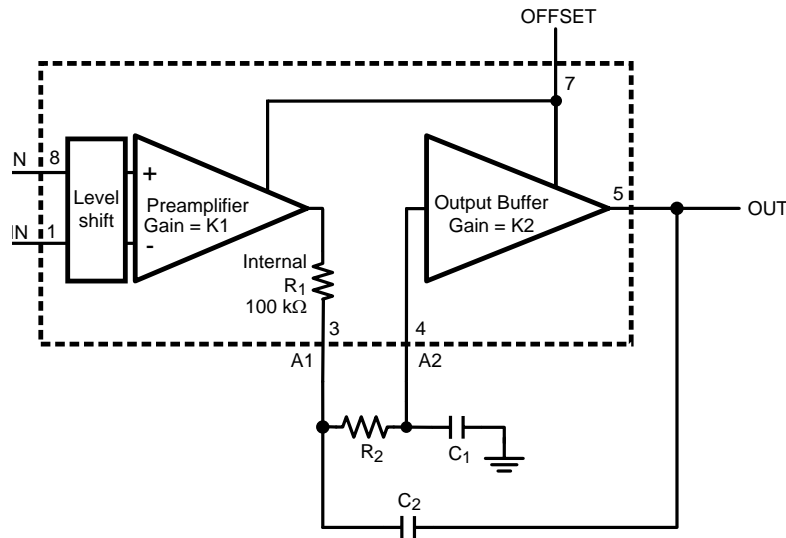 OFFSET
7
N 8
Level
shift
+
-
Preamplifier
Gain = K1
Output Buffer
Gain = K2
5
OUT
IN 1
Internal
R1
100 kΩ
3
4
A1
A2
R2
C1
C2